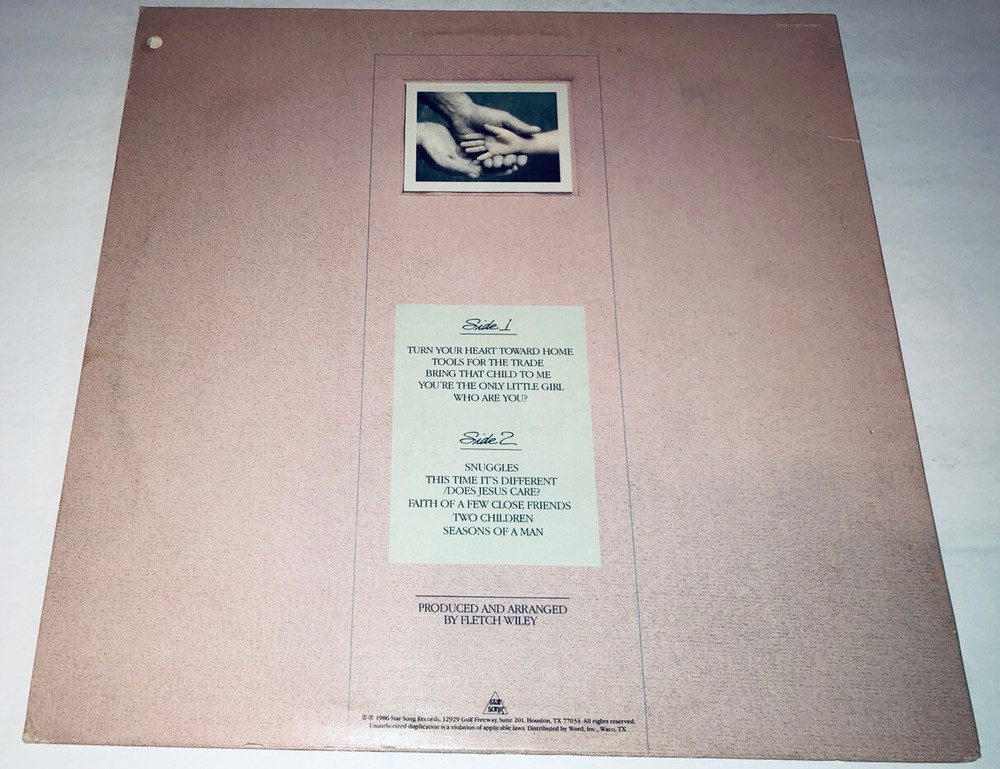 Side 1
TURN YOUR HEART TOWARD HOME
TOOLS FOR THE TRADE
BRING THAT CHILD TO ME
YOU'RE THE ONLY LITTLE GIRL
WHO ARE YOU?
Side 2
SNUGGLES
THIS TIME IT'S DIFFERENT
/DOES JESUS CARE?
FAITH OF A FEW CLOSE FRIENDS
TWO CHILDREN
SEASONS OF A MAN
PRODUCED AND ARRANGED
BY FLETCH WILEY
star
song
© ℗ 1986 Star Song Records, 12929 Gulf Freeway, Suite 201, Houston, TX 77034. All rights reserved.
Unauthorized duplication is a violation of applicable laws. Distributed by Word, Inc., Waco, TX.